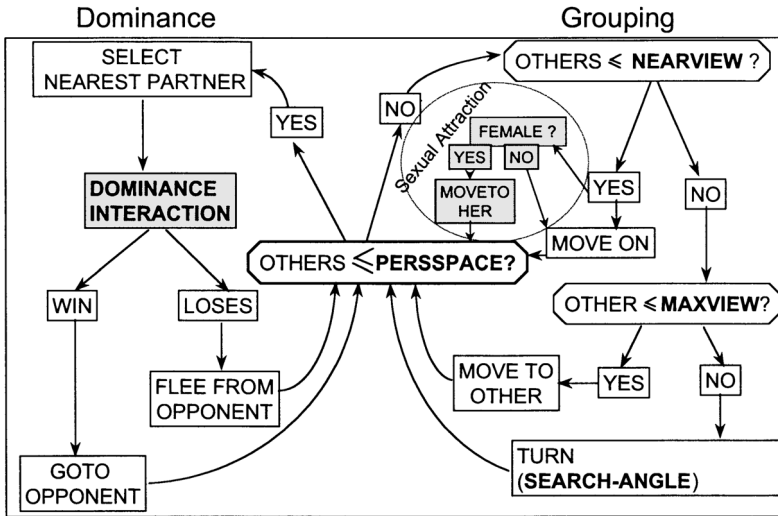 Dominance
Grouping
SELECT
NEAREST PARTNER
YES
NO
OTHERS ⩽ NEARVIEW ?
Sexual Attraction
FEMALE ?
YES
NO
MOVETO
HER
YES
NO
MOVE ON
DOMINANCE
INTERACTION
OTHERS ⩽PERSSPACE?
WIN
LOSES
OTHER ⩽ MAXVIEW?
FLEE FROM
OPPONENT
MOVE TO
OTHER
YES
NO
GOTO
OPPONENT
TURN
(SEARCH-ANGLE)